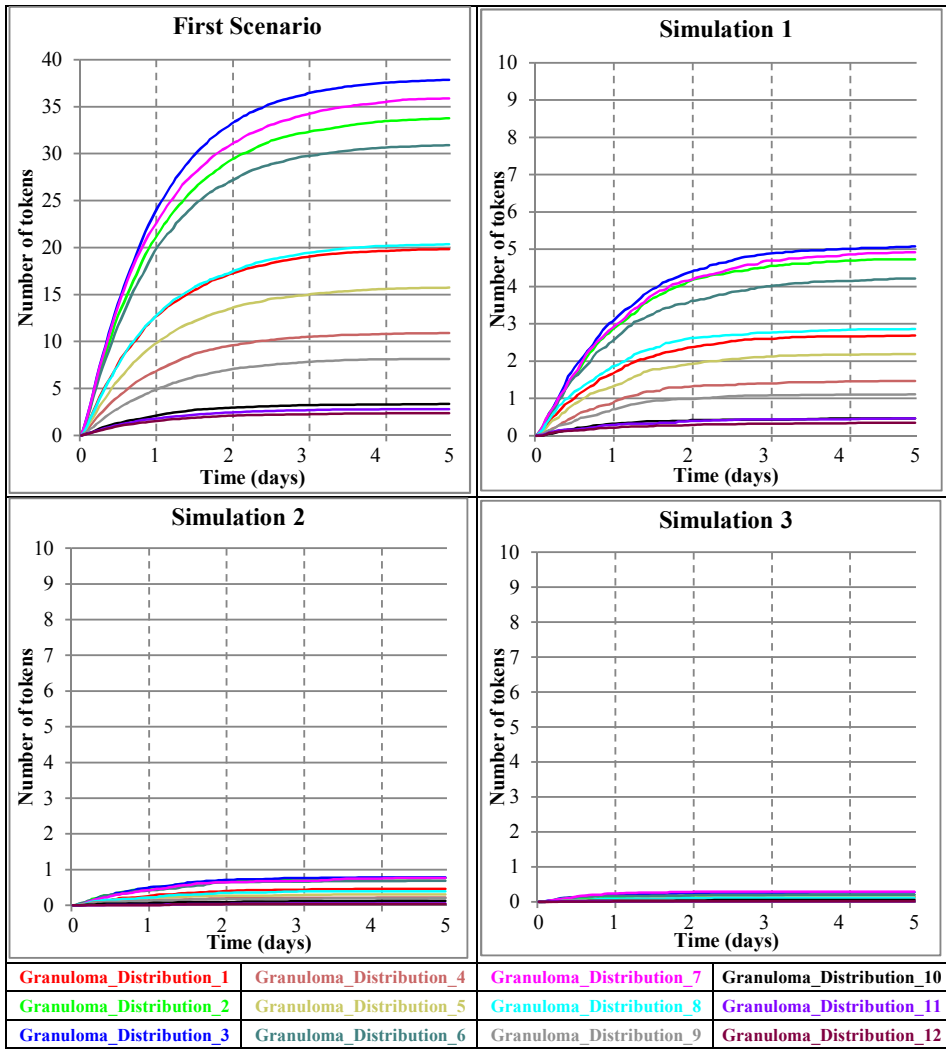 First Scenario
Number of tokens
40
35
30
25
20
15
10
5
0
0 1 2 3 4 5
Time (days)
Simulation 1
Number of tokens
10
9
8
7
6
5
4
3
2
1
0
0 1 2 3 4 5
Time (days)
Simulation 2
Number of tokens
10
9
8
7
6
5
4
3
2
1
0
0 1 2 3 4 5
Time (days)
Simulation 3
Number of tokens
10
9
8
7
6
5
4
3
2
1
0
0 1 2 3 4 5
Time (days)
Granuloma_Distribution_1 Granuloma_Distribution_4 Granuloma_Distribution_7 Granuloma_Distribution_10
Granuloma_Distribution_2 Granuloma_Distribution_5 Granuloma_Distribution_8 Granuloma_Distribution_11
Granuloma_Distribution_3 Granuloma_Distribution_6 Granuloma_Distribution_9 Granuloma_Distribution_12